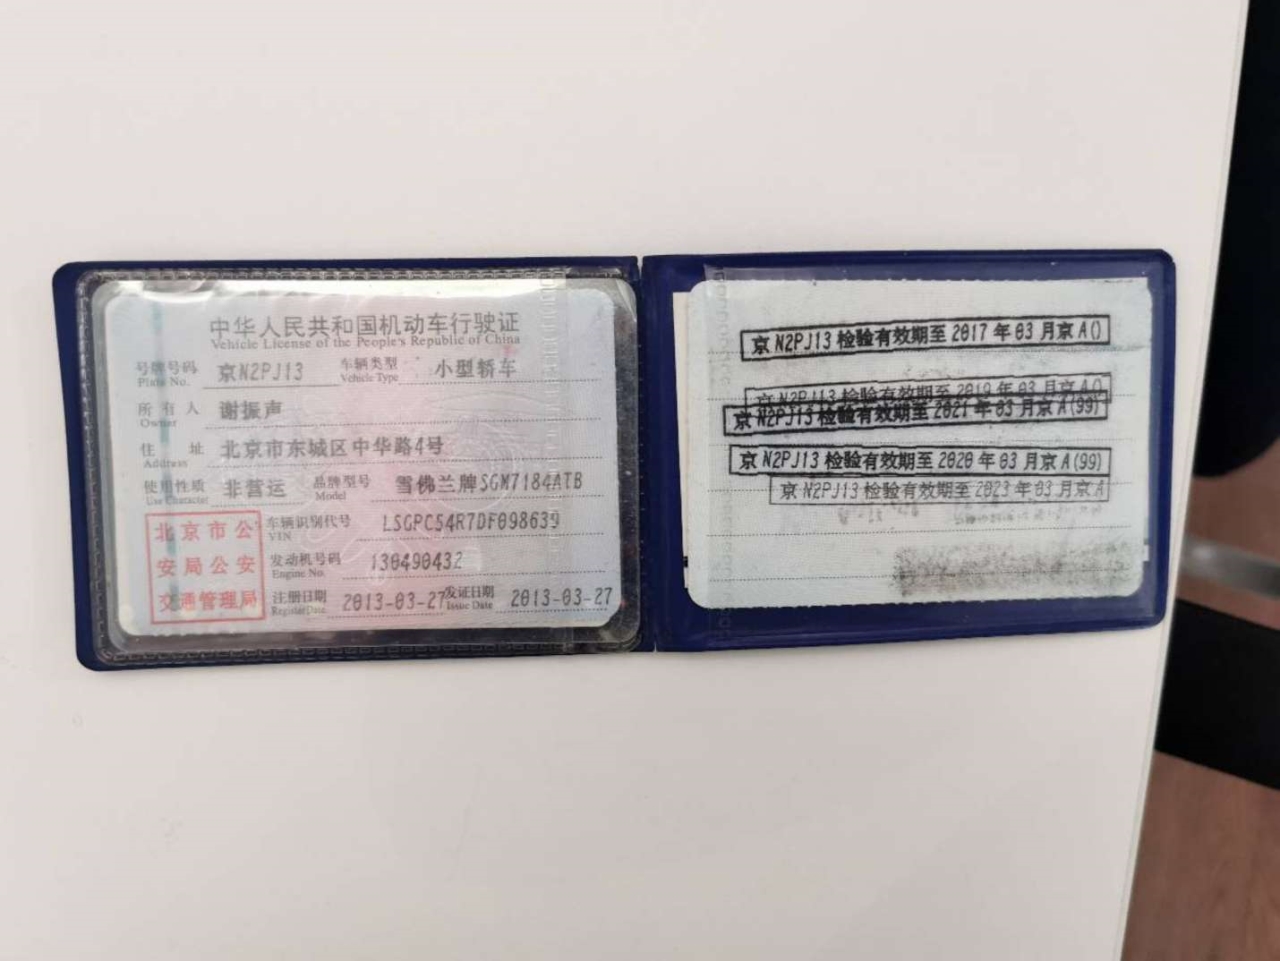 中华人民共和国机动车行驶证
Vehicle License of the People's Republic of China
号牌号码 京N2PJ13 车辆类型 小型轿车
Plate No. Vehicle Type
所有人 谢振声
Owner
住址 北京市东城区中华路4号
Address
使用性质 非营运 品牌型号 雪佛兰牌SGM7184ATB
Use Character Model
北京市公安局公安交通管理局
车辆识别代号 LSGPC54R7DF098639
VIN
发动机号码 130490432
Engine No.
注册日期 2013-03-27 发证日期 2013-03-27
Register Date Issue Date
京N2PJ13 检验有效期至 2017 年 03 月京A()
京N2PJ13 检验有效期至 2019 年 03 月京A()
京N2PJ13 检验有效期至 2021 年 03 月京A(99)
京N2PJ13 检验有效期至 2020 年 03 月京A(99)
京N2PJ13 检验有效期至 2023 年 03 月京A